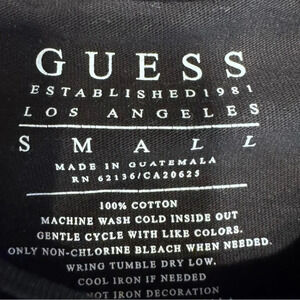 GUESS
ESTABLISHED 1981
LOS ANGELES
SMALL
MADE IN GUATEMALA
RN 62136/CA20625
100% COTTON
MACHINE WASH COLD INSIDE OUT
GENTLE CYCLE WITH LIKE COLORS.
ONLY NON-CHLORINE BLEACH WHEN NEEDED.
WRING TUMBLE DRY LOW.
COOL IRON IF NEEDED
NOT IRON DECORATION